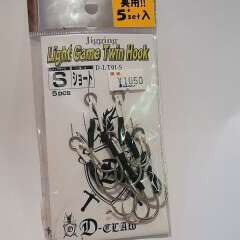 実用!!
5set入
Jigging
Light Game Twin Hook
D-LT01-S
S ショート
5pcs
¥1050
D-CLAW